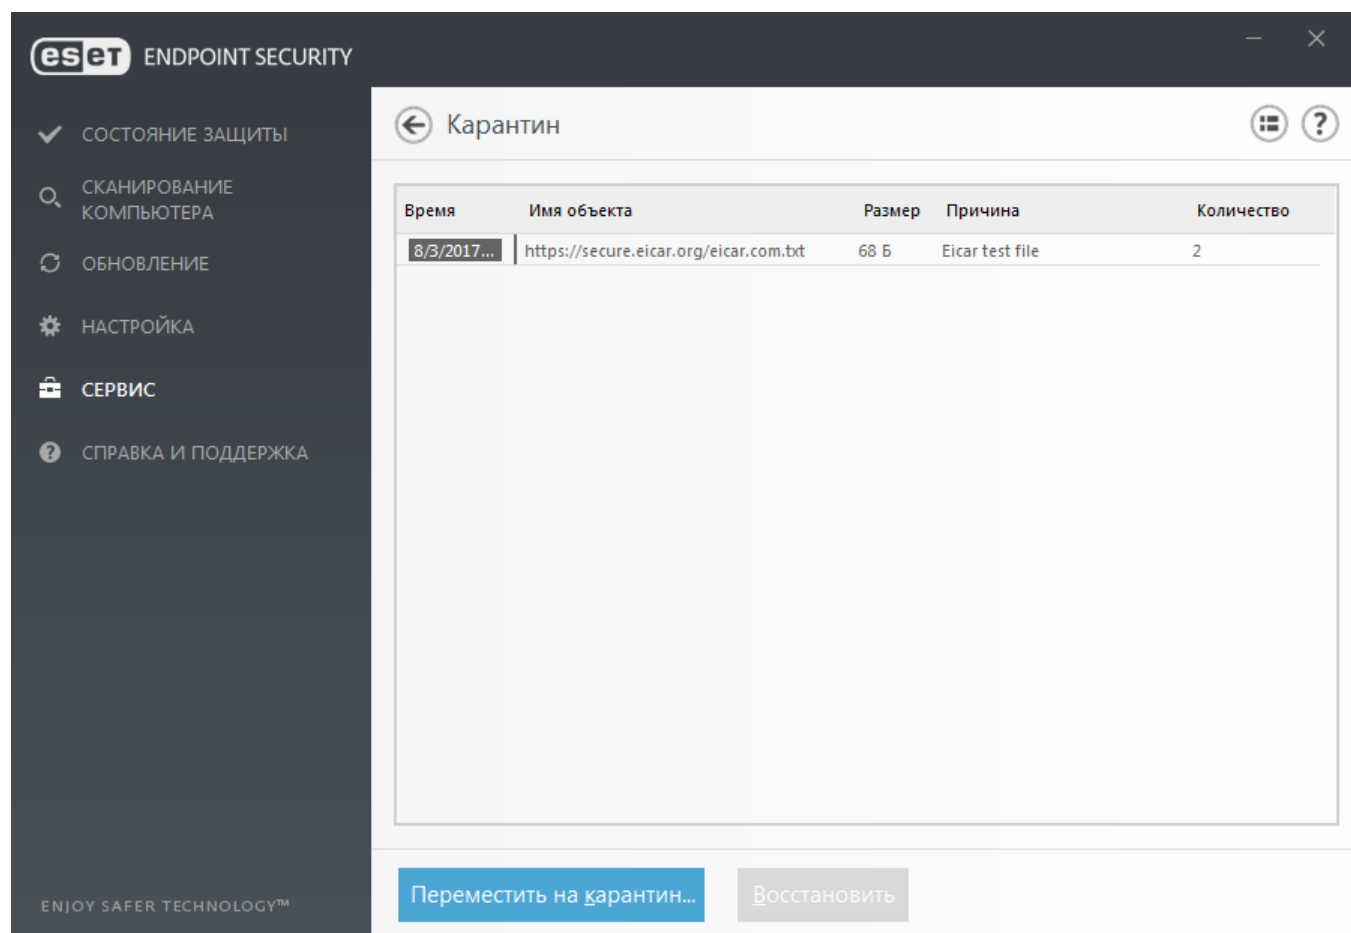 eset ENDPOINT SECURITY
СОСТОЯНИЕ ЗАЩИТЫ
СКАНИРОВАНИЕ
КОМПЬЮТЕРА
ОБНОВЛЕНИЕ
НАСТРОЙКА
СЕРВИС
СПРАВКА И ПОДДЕРЖКА
ENJOY SAFER TECHNOLOGY™
Карантин
Время Имя объекта Размер Причина Количество
8/3/2017... https://secure.eicar.org/eicar.com.txt 68 Б Eicar test file 2
Переместить на карантин... Восстановить